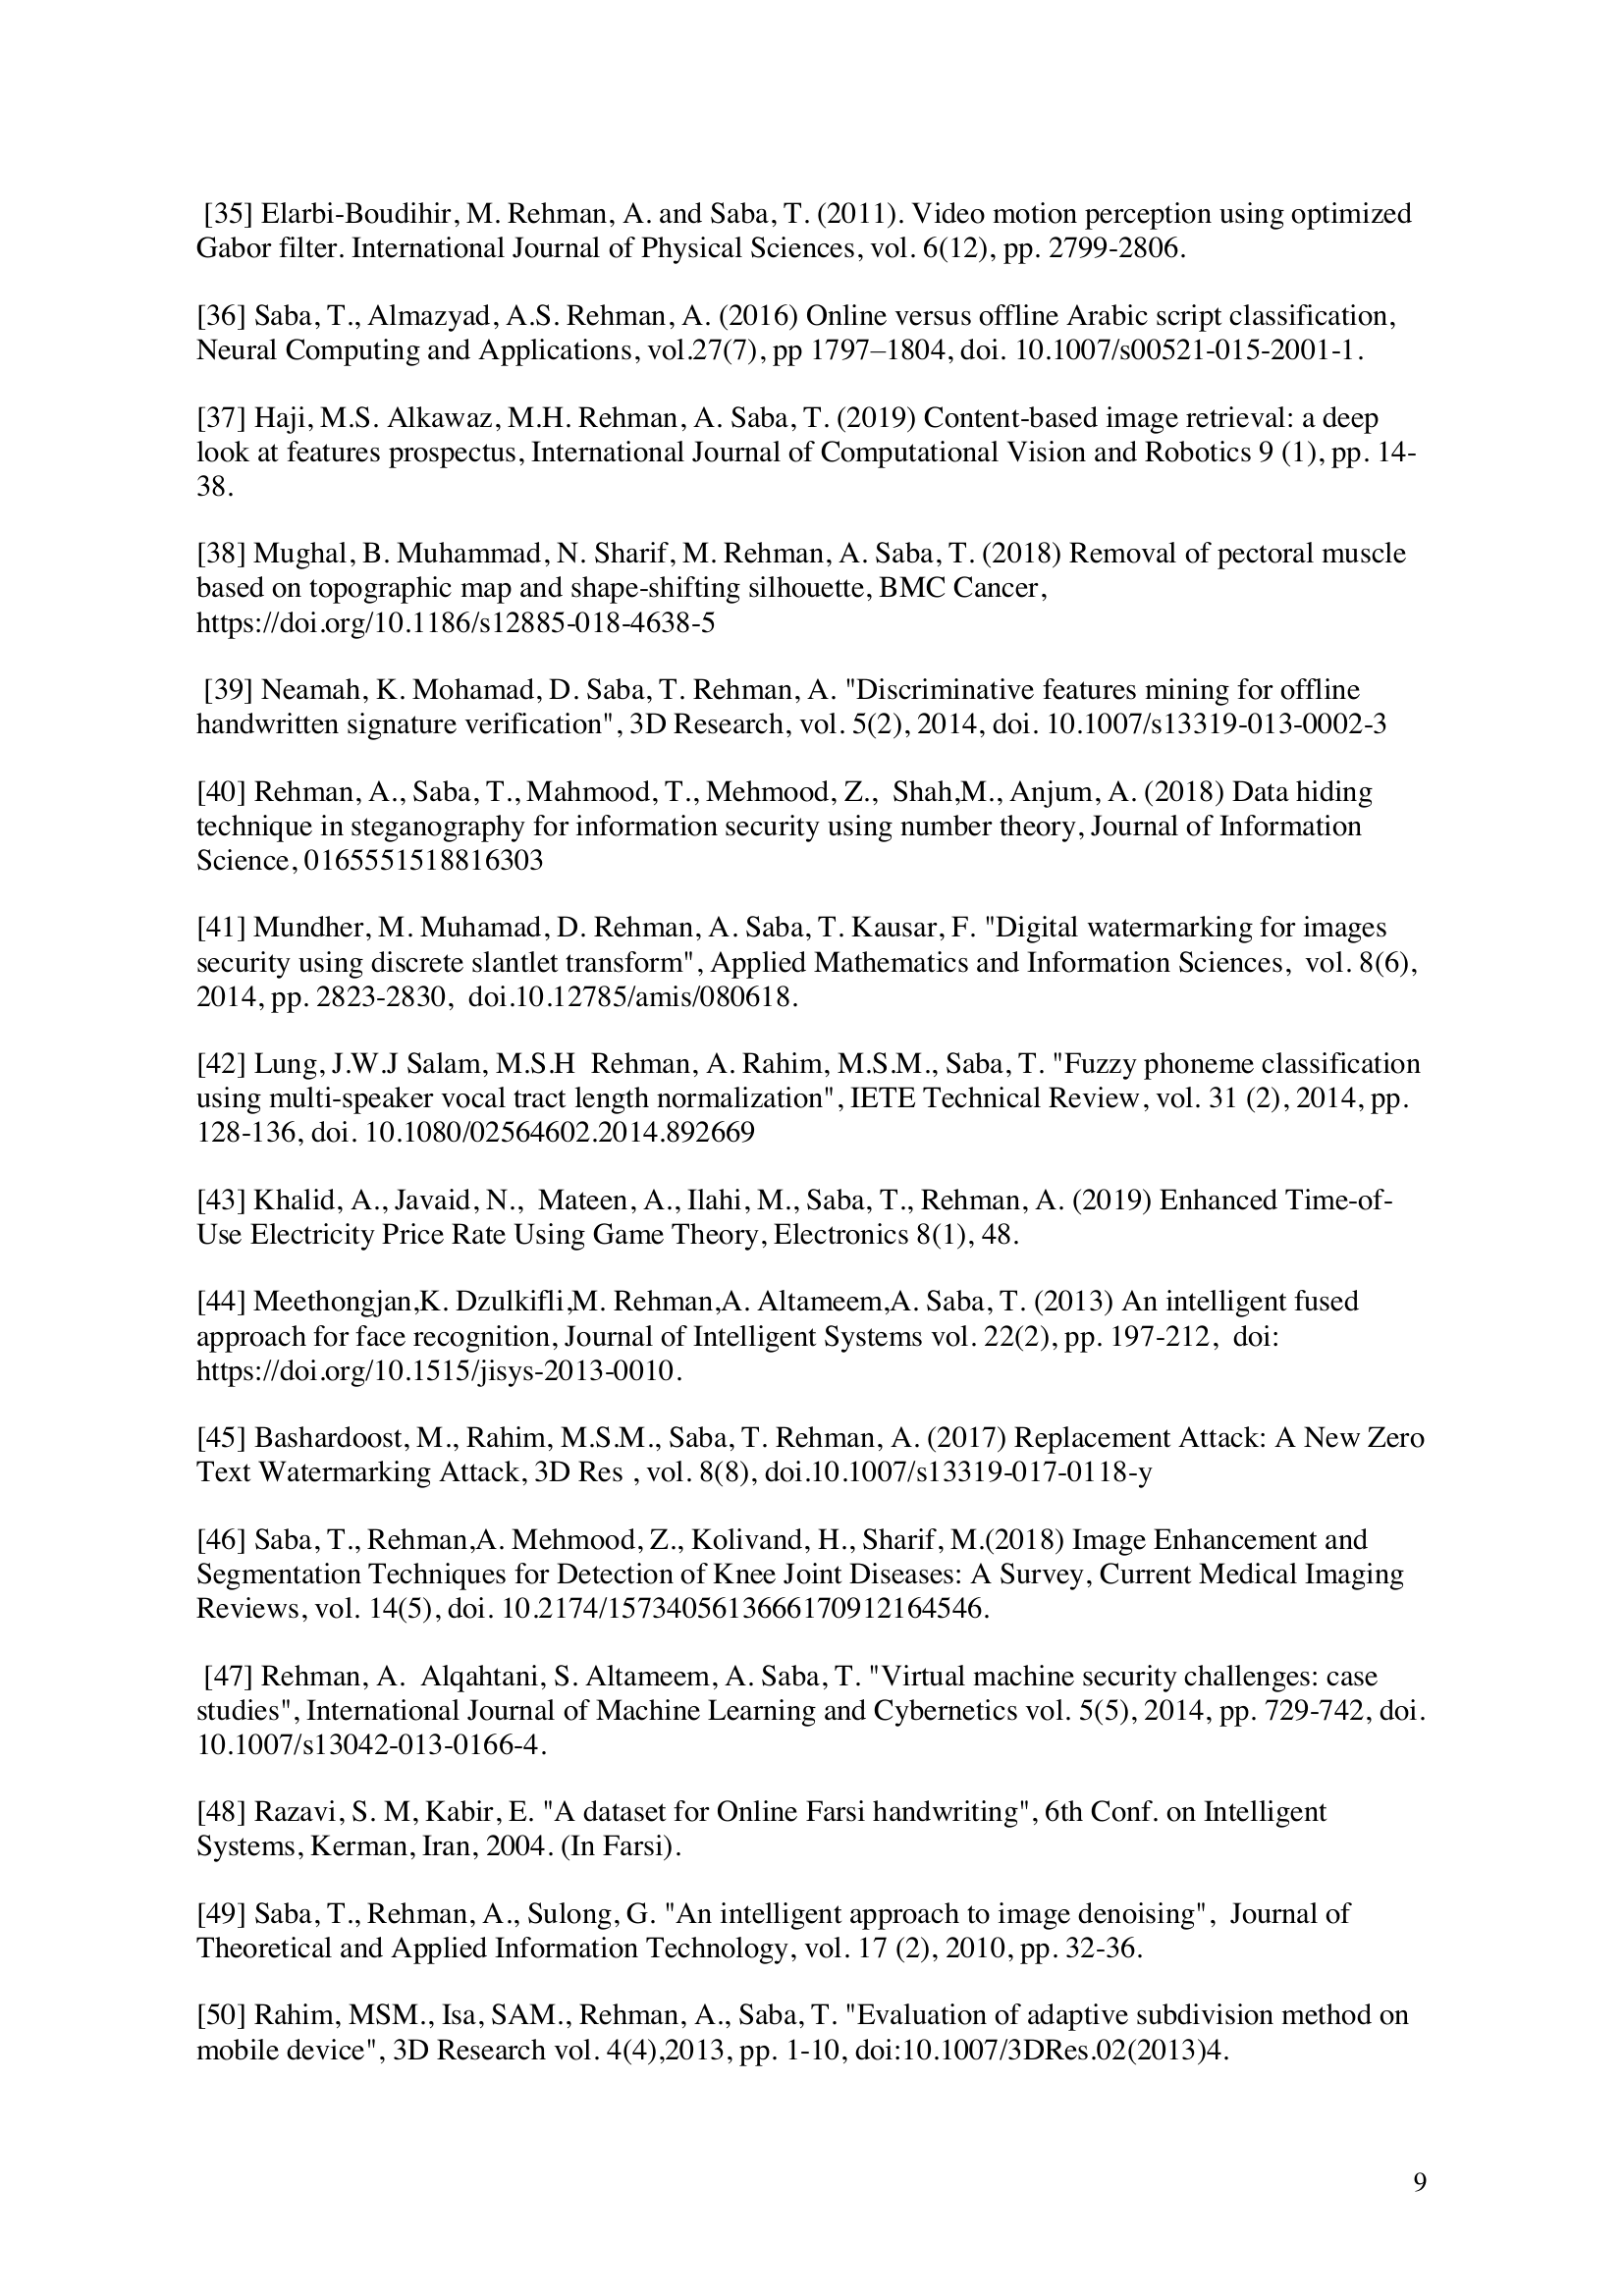 [35] Elarbi-Boudihir, M. Rehman, A. and Saba, T. (2011). Video motion perception using optimized
Gabor filter. International Journal of Physical Sciences, vol. 6(12), pp. 2799-2806.
[36] Saba, T., Almazyad, A.S. Rehman, A. (2016) Online versus offline Arabic script classification,
Neural Computing and Applications, vol.27(7), pp 1797–1804, doi. 10.1007/s00521-015-2001-1.
[37] Haji, M.S. Alkawaz, M.H. Rehman, A. Saba, T. (2019) Content-based image retrieval: a deep
look at features prospectus, International Journal of Computational Vision and Robotics 9 (1), pp. 14-
38.
[38] Mughal, B. Muhammad, N. Sharif, M. Rehman, A. Saba, T. (2018) Removal of pectoral muscle
based on topographic map and shape-shifting silhouette, BMC Cancer,
https://doi.org/10.1186/s12885-018-4638-5
[39] Neamah, K. Mohamad, D. Saba, T. Rehman, A. "Discriminative features mining for offline
handwritten signature verification", 3D Research, vol. 5(2), 2014, doi. 10.1007/s13319-013-0002-3
[40] Rehman, A., Saba, T., Mahmood, T., Mehmood, Z.,  Shah,M., Anjum, A. (2018) Data hiding
technique in steganography for information security using number theory, Journal of Information
Science, 0165551518816303
[41] Mundher, M. Muhamad, D. Rehman, A. Saba, T. Kausar, F. "Digital watermarking for images
security using discrete slantlet transform", Applied Mathematics and Information Sciences,  vol. 8(6),
2014, pp. 2823-2830,  doi.10.12785/amis/080618.
[42] Lung, J.W.J Salam, M.S.H  Rehman, A. Rahim, M.S.M., Saba, T. "Fuzzy phoneme classification
using multi-speaker vocal tract length normalization", IETE Technical Review, vol. 31 (2), 2014, pp.
128-136, doi. 10.1080/02564602.2014.892669
[43] Khalid, A., Javaid, N.,  Mateen, A., Ilahi, M., Saba, T., Rehman, A. (2019) Enhanced Time-of-
Use Electricity Price Rate Using Game Theory, Electronics 8(1), 48.
[44] Meethongjan,K. Dzulkifli,M. Rehman,A. Altameem,A. Saba, T. (2013) An intelligent fused
approach for face recognition, Journal of Intelligent Systems vol. 22(2), pp. 197-212,  doi:
https://doi.org/10.1515/jisys-2013-0010.
[45] Bashardoost, M., Rahim, M.S.M., Saba, T. Rehman, A. (2017) Replacement Attack: A New Zero
Text Watermarking Attack, 3D Res , vol. 8(8), doi.10.1007/s13319-017-0118-y
[46] Saba, T., Rehman,A. Mehmood, Z., Kolivand, H., Sharif, M.(2018) Image Enhancement and
Segmentation Techniques for Detection of Knee Joint Diseases: A Survey, Current Medical Imaging
Reviews, vol. 14(5), doi. 10.2174/1573405613666170912164546.
[47] Rehman, A.  Alqahtani, S. Altameem, A. Saba, T. "Virtual machine security challenges: case
studies", International Journal of Machine Learning and Cybernetics vol. 5(5), 2014, pp. 729-742, doi.
10.1007/s13042-013-0166-4.
[48] Razavi, S. M, Kabir, E. "A dataset for Online Farsi handwriting", 6th Conf. on Intelligent
Systems, Kerman, Iran, 2004. (In Farsi).
[49] Saba, T., Rehman, A., Sulong, G. "An intelligent approach to image denoising",  Journal of
Theoretical and Applied Information Technology, vol. 17 (2), 2010, pp. 32-36.
[50] Rahim, MSM., Isa, SAM., Rehman, A., Saba, T. "Evaluation of adaptive subdivision method on
mobile device", 3D Research vol. 4(4),2013, pp. 1-10, doi:10.1007/3DRes.02(2013)4.
9